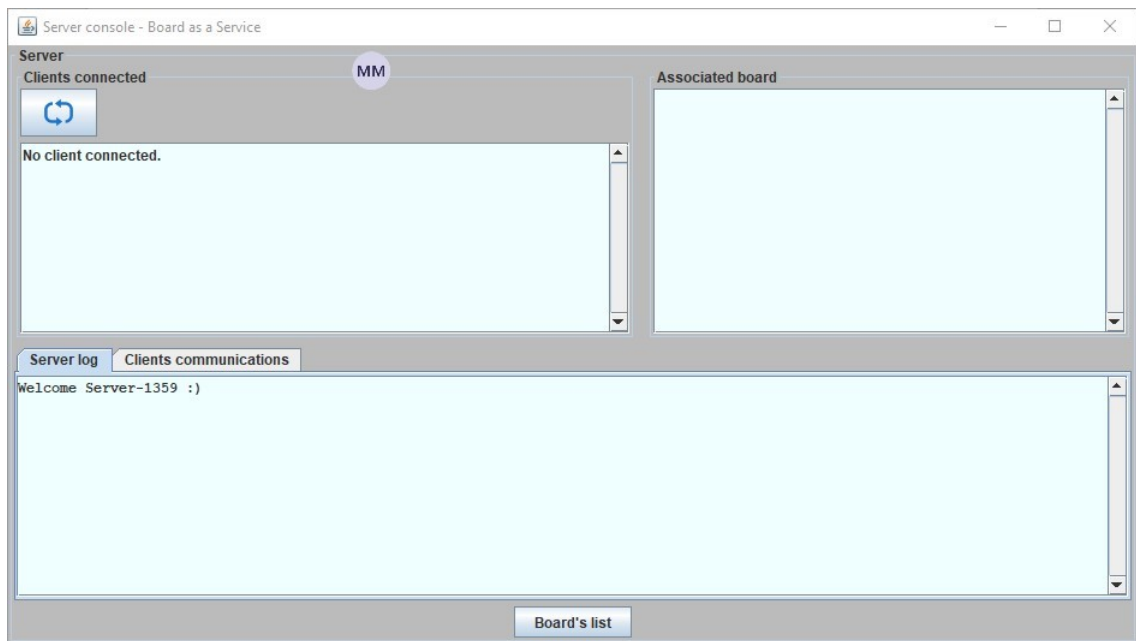 Server console - Board as a Service
Server
MM
Clients connected
Associated board
No client connected.
Server log
Clients communications
Welcome Server-1359 :)
Board's list